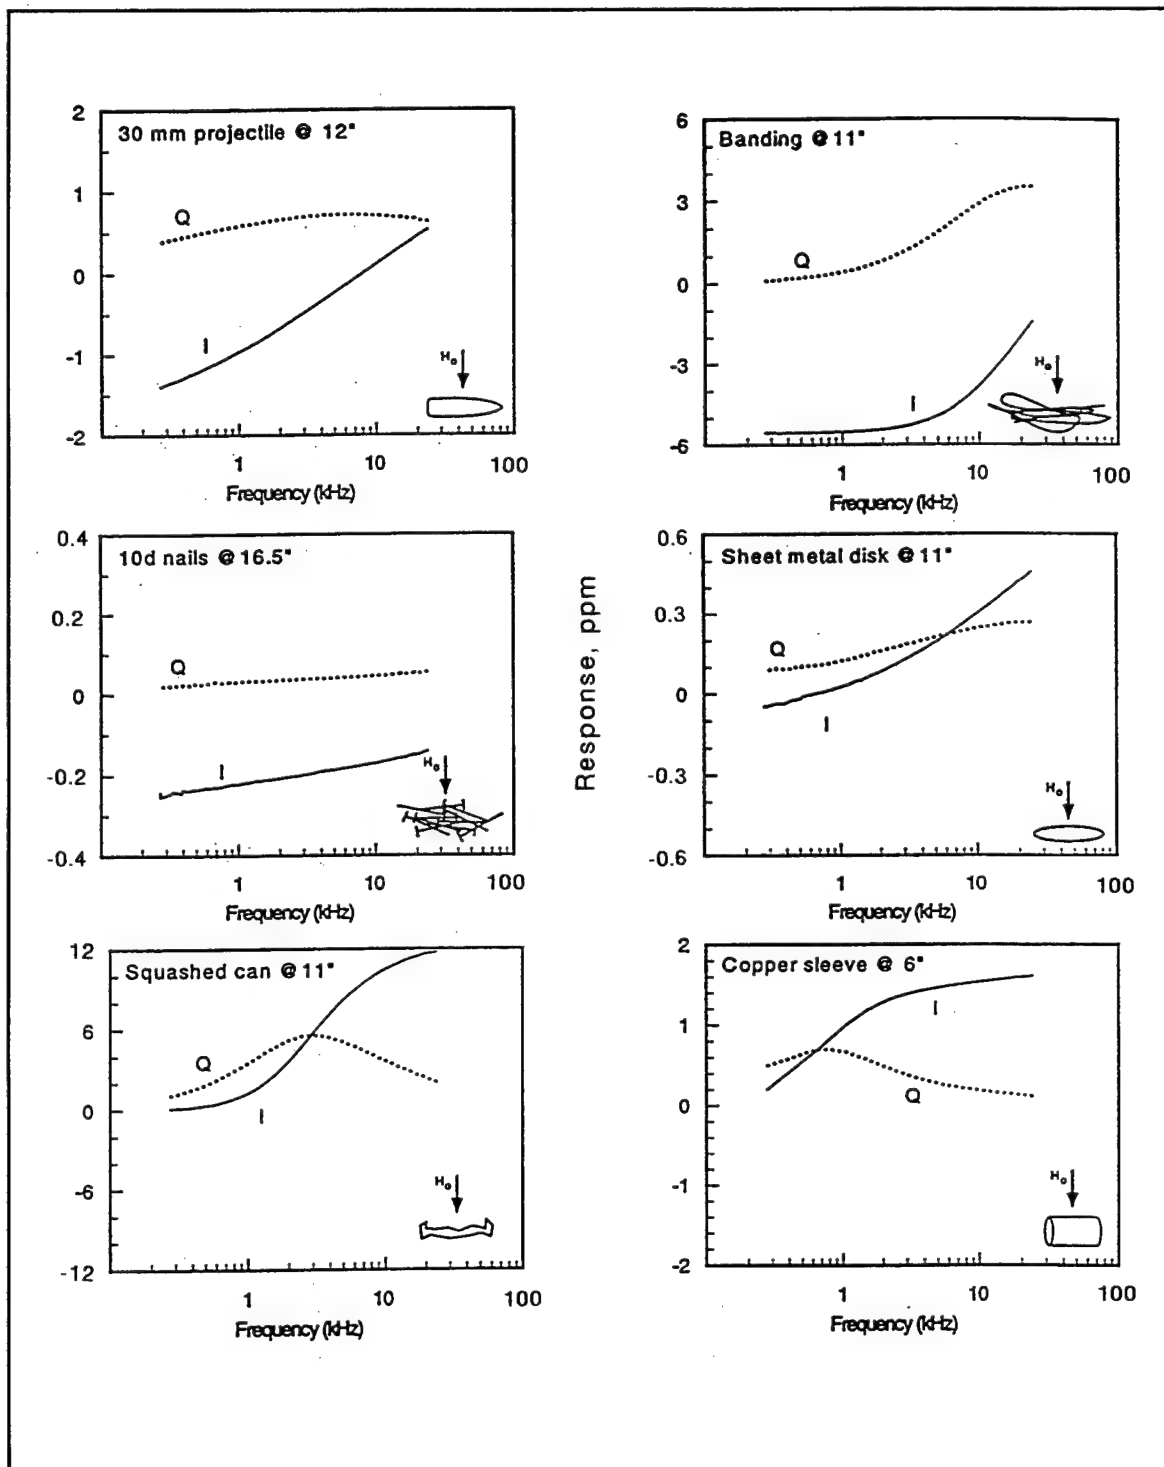 2
30 mm projectile @ 12"
1
Q
0
I
-1
H₀
-2
1
10
100
Frequency (kHz)
6
Banding @ 11"
3
Q
0
-3
I
H₀
-6
1
10
100
Frequency (kHz)
0.4
10d nails @ 16.5"
0.2
Q
0
I
-0.2
H₀
-0.4
1
10
100
Frequency (kHz)
Response, ppm
0.6
Sheet metal disk @ 11"
0.3
Q
0
I
-0.3
H₀
-0.6
1
10
100
Frequency (kHz)
12
Squashed can @ 11"
6
Q
0
I
-6
H₀
-12
1
10
100
Frequency (kHz)
2
Copper sleeve @ 6"
I
1
Q
0
-1
H₀
-2
1
10
100
Frequency (kHz)